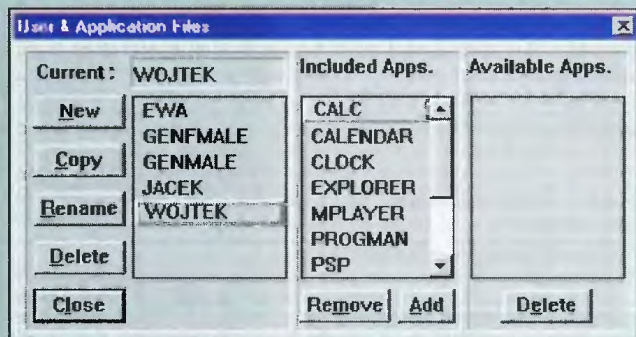 User & Application Files
Current: WOJTEK
New
Copy
Rename
Delete
Close
EWA
GENFMALE
GENMALE
JACEK
WOJTEK
Included Apps.
CALC
CALENDAR
CLOCK
EXPLORER
MPLAYER
PROGMAN
PSP
Remove Add
Available Apps.
Delete